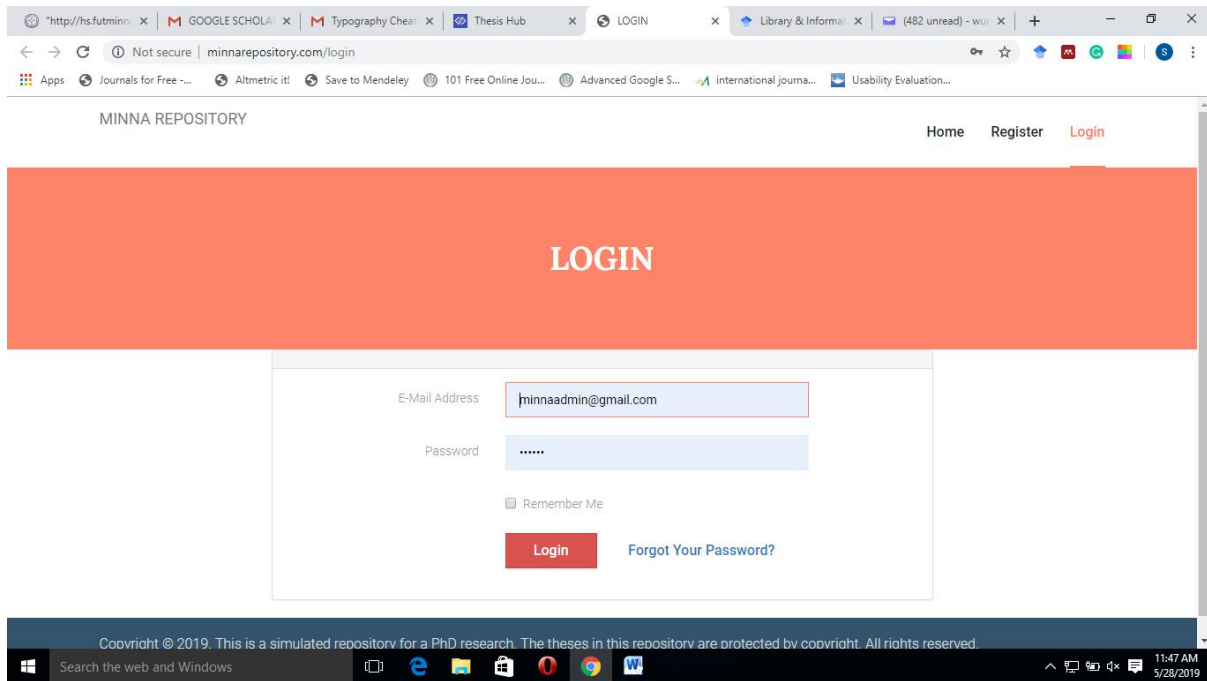 "http://hs.futminn: GOOGLE SCHOLA Typography Cheat Thesis Hub LOGIN Library & Informat (482 unread) - wur
Not secure minnarepository.com/login
Apps Journals for Free -... Altmetric it! Save to Mendeley 101 Free Online Jou... Advanced Google S... international journa... Usability Evaluation...
MINNA REPOSITORY
Home Register Login
LOGIN
E-Mail Address minnaadmin@gmail.com
Password ••••••
Remember Me
Login Forgot Your Password?
Copyright © 2019. This is a simulated repository for a PhD research. The theses in this repository are protected by copyright. All rights reserved.
Search the web and Windows
11:47 AM
5/28/2019